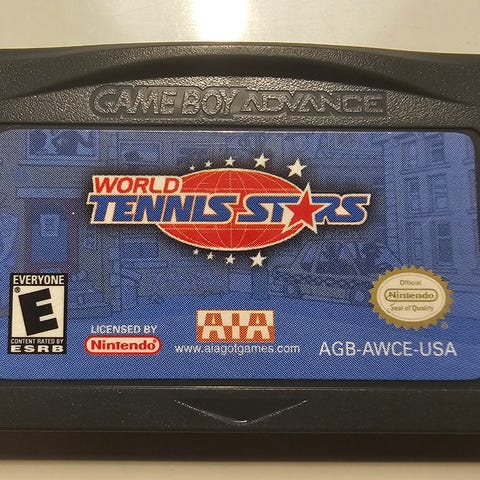 GAME BOY ADVANCE
WORLD
TENNIS STARS
EVERYONE
E
CONTENT RATED BY
ESRB
LICENSED BY
Nintendo
AIA
www.aiagotgames.com
Official
Nintendo
Seal of Quality
AGB-AWCE-USA